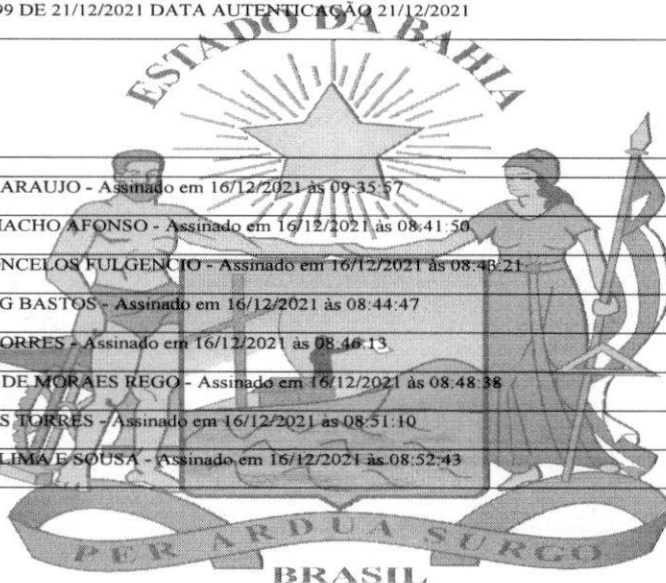 99 DE 21/12/2021 DATA AUTENTICAÇÃO 21/12/2021
ESTADO DA BAHIA
ARAUJO - Assinado em 16/12/2021 às 09:35:57
MACHO AFONSO - Assinado em 16/12/2021 às 08:41:50
ONCELOS FULGENCIO - Assinado em 16/12/2021 às 08:43:21
G BASTOS - Assinado em 16/12/2021 às 08:44:47
ORRES - Assinado em 16/12/2021 às 08:46:13
DE MORAES REGO - Assinado em 16/12/2021 às 08:48:38
S TORRES - Assinado em 16/12/2021 às 08:51:10
LIMA E SOUSA - Assinado em 16/12/2021 às 08:52:43
PER ARDUA SURGO
BRASIL